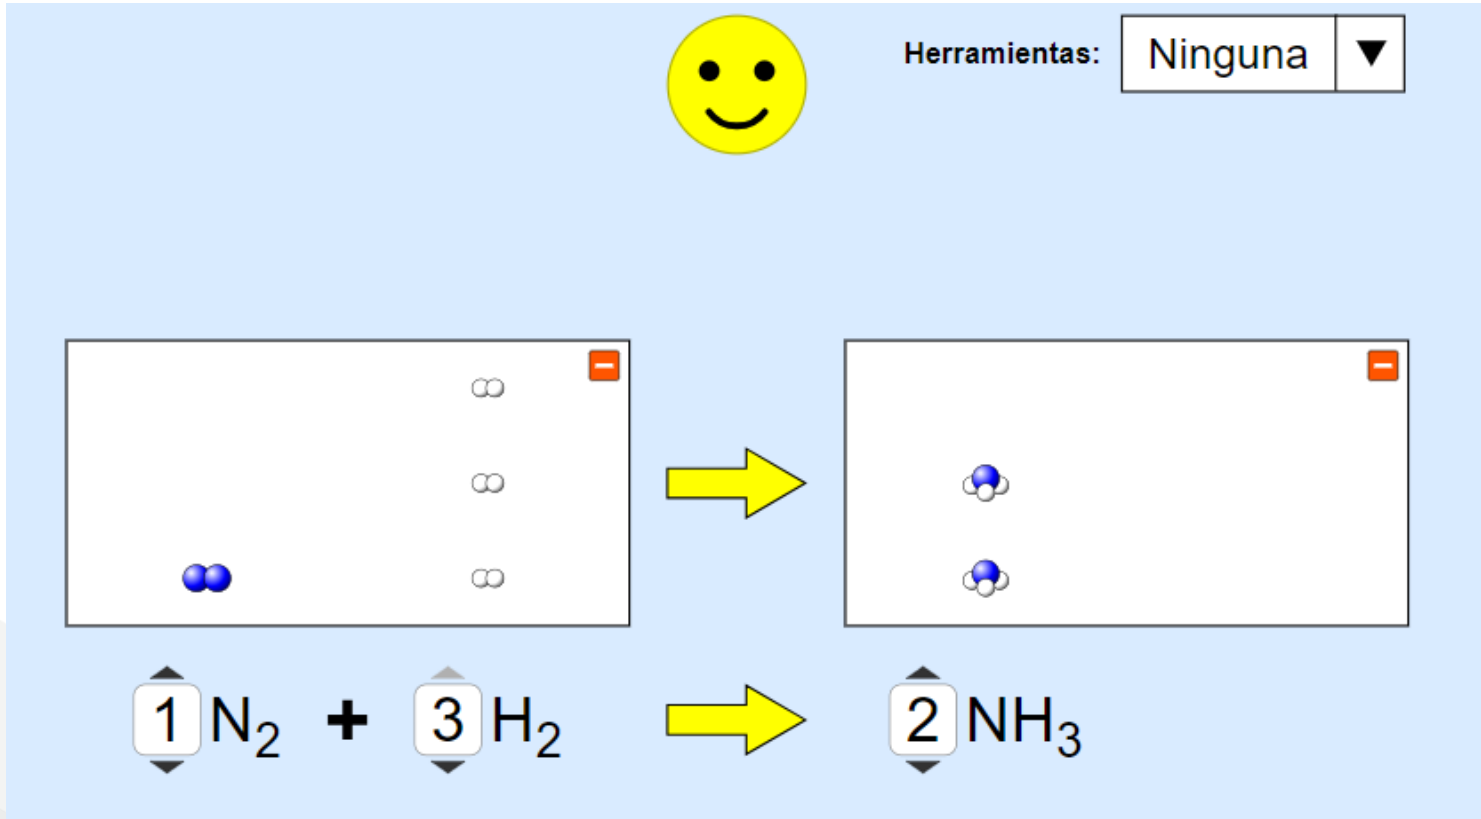 Herramientas: Ninguna
1 N₂ + 3 H₂ 2 NH₃